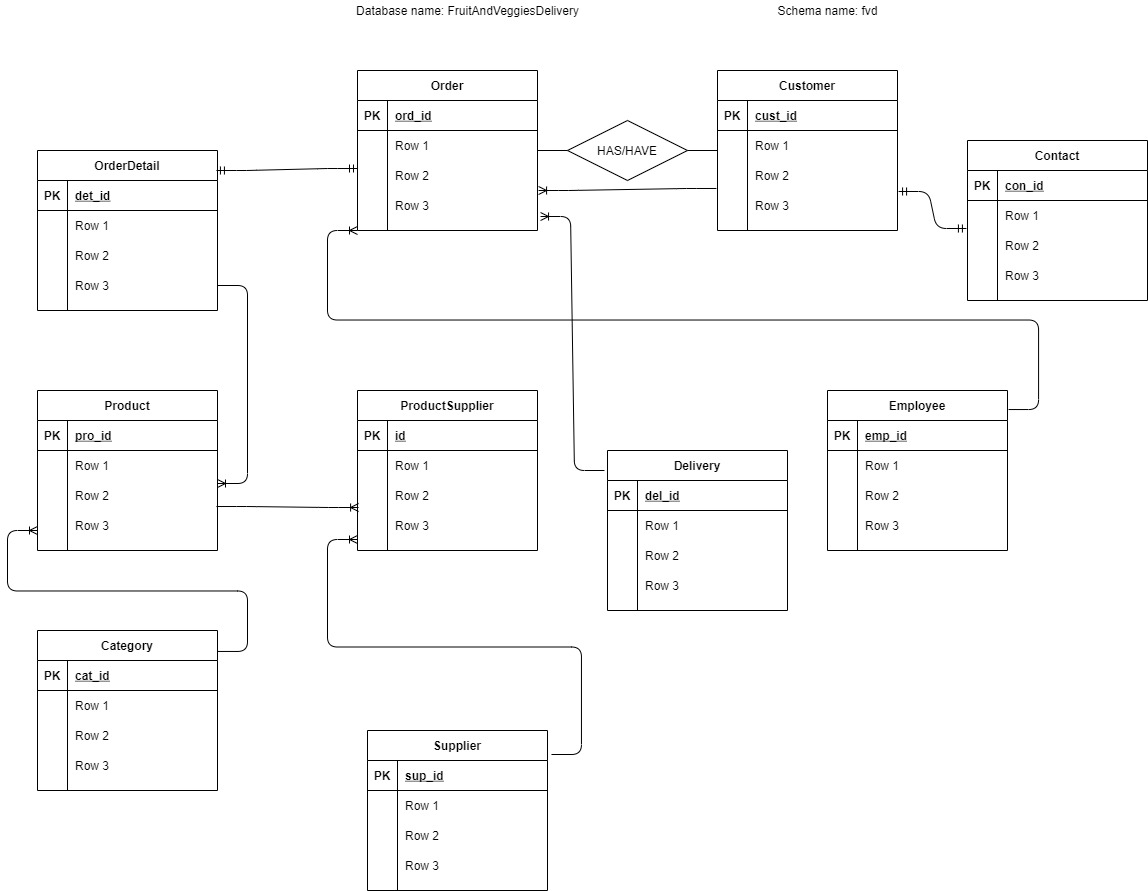 Database name: FruitAndVeggiesDelivery
Schema name: fvd
Order
PK ord_id
Row 1
Row 2
Row 3
HAS/HAVE
Customer
PK cust_id
Row 1
Row 2
Row 3
OrderDetail
PK det_id
Row 1
Row 2
Row 3
Contact
PK con_id
Row 1
Row 2
Row 3
Product
PK pro_id
Row 1
Row 2
Row 3
ProductSupplier
PK id
Row 1
Row 2
Row 3
Employee
PK emp_id
Row 1
Row 2
Row 3
Delivery
PK del_id
Row 1
Row 2
Row 3
Category
PK cat_id
Row 1
Row 2
Row 3
Supplier
PK sup_id
Row 1
Row 2
Row 3